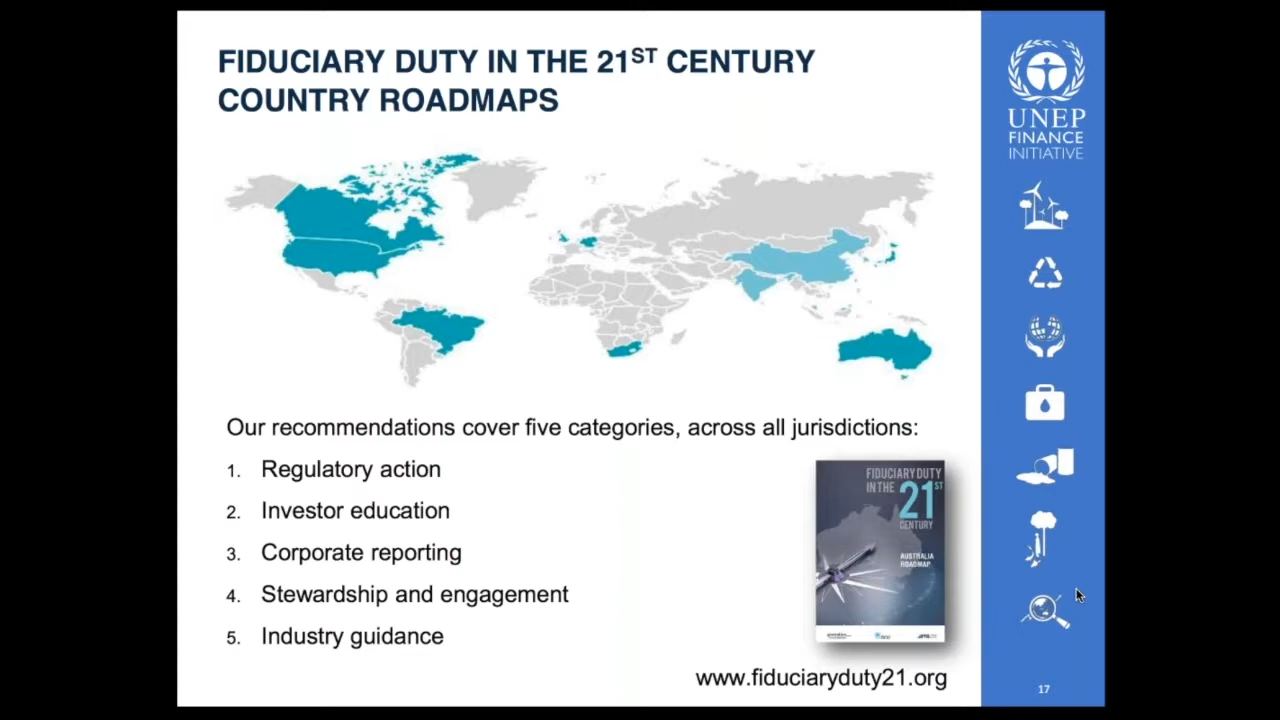 FIDUCIARY DUTY IN THE 21ST CENTURY
COUNTRY ROADMAPS
UNEP
FINANCE
INITIATIVE
Our recommendations cover five categories, across all jurisdictions:
1. Regulatory action
2. Investor education
3. Corporate reporting
4. Stewardship and engagement
5. Industry guidance
FIDUCIARY DUTY
IN THE 21ST
CENTURY
AUSTRALIA
ROADMAP
www.fiduciaryduty21.org
17